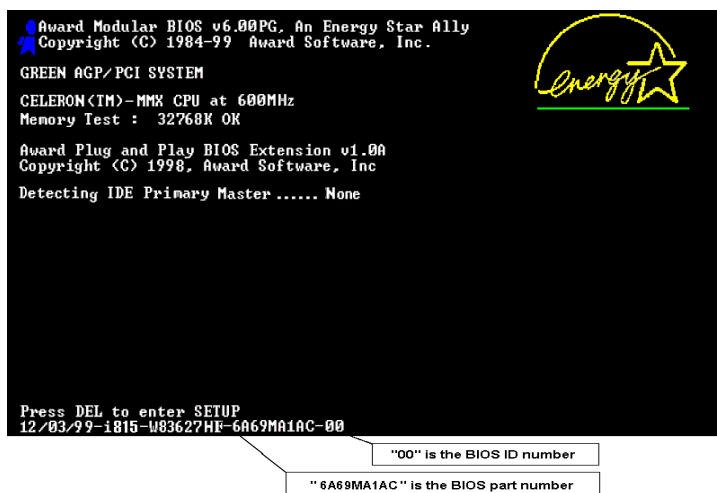 Award Modular BIOS v6.00PG, An Energy Star Ally
Copyright (C) 1984-99 Award Software, Inc.
energy
GREEN AGP/PCI SYSTEM
CELERON(TM)-MMX CPU at 600MHz
Memory Test : 32768K OK
Award Plug and Play BIOS Extension v1.0A
Copyright (C) 1998, Award Software, Inc
Detecting IDE Primary Master ...... None
Press DEL to enter SETUP
12/03/99-i815-W83627HF-6A69MA1AC-00
"00" is the BIOS ID number
"6A69MA1AC" is the BIOS part number